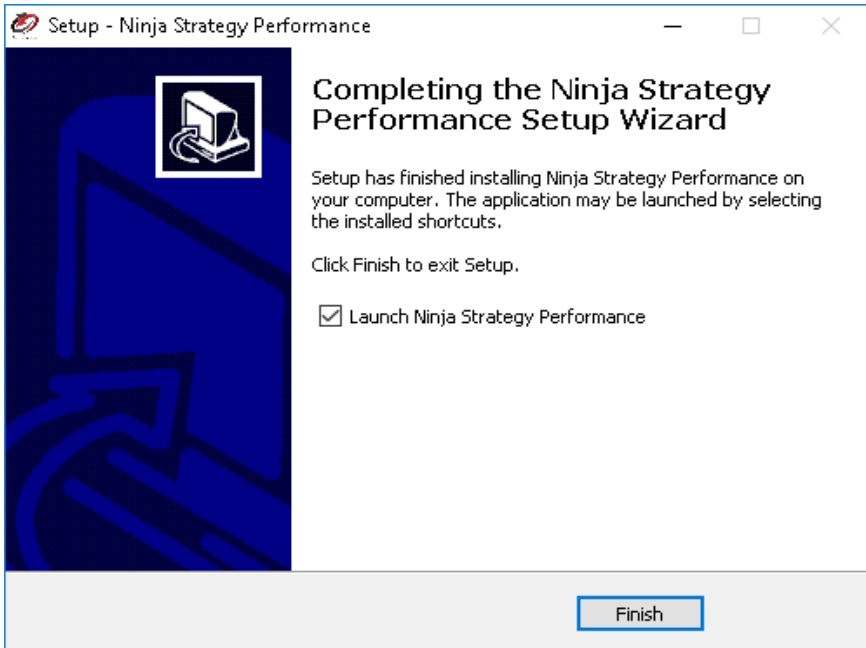 Setup - Ninja Strategy Performance
Completing the Ninja Strategy
Performance Setup Wizard
Setup has finished installing Ninja Strategy Performance on
your computer. The application may be launched by selecting
the installed shortcuts.
Click Finish to exit Setup.
Launch Ninja Strategy Performance
Finish